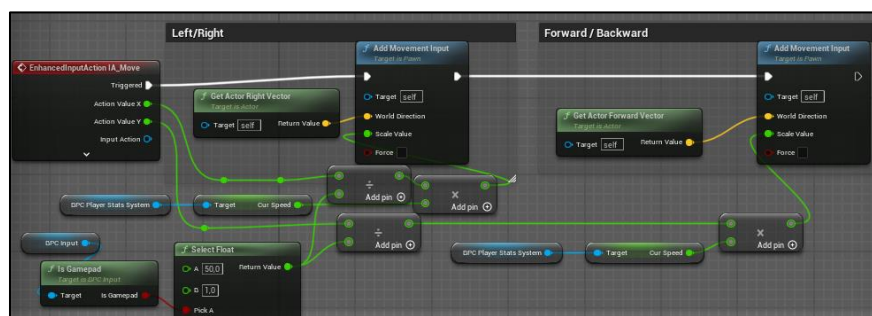 Left/Right
Forward / Backward
EnhancedInputAction IA_Move
Triggered
Action Value X
Action Value Y
Input Action
Get Actor Right Vector
Target is Actor
Target self Return Value
Add Movement Input
Target is Pawn
Target self
World Direction
Scale Value
Force
Get Actor Forward Vector
Target is Actor
Target self Return Value
Add Movement Input
Target is Pawn
Target self
World Direction
Scale Value
Force
÷
Add pin
×
Add pin
DPC Player Stats System
Target Cur Speed
÷
Add pin
DPC Input
Is Gamepad
Target is DPC Input
Target Is Gamepad
Select Float
A 50,0 Return Value
B 1,0
Pick A
DPC Player Stats System
Target Cur Speed
×
Add pin